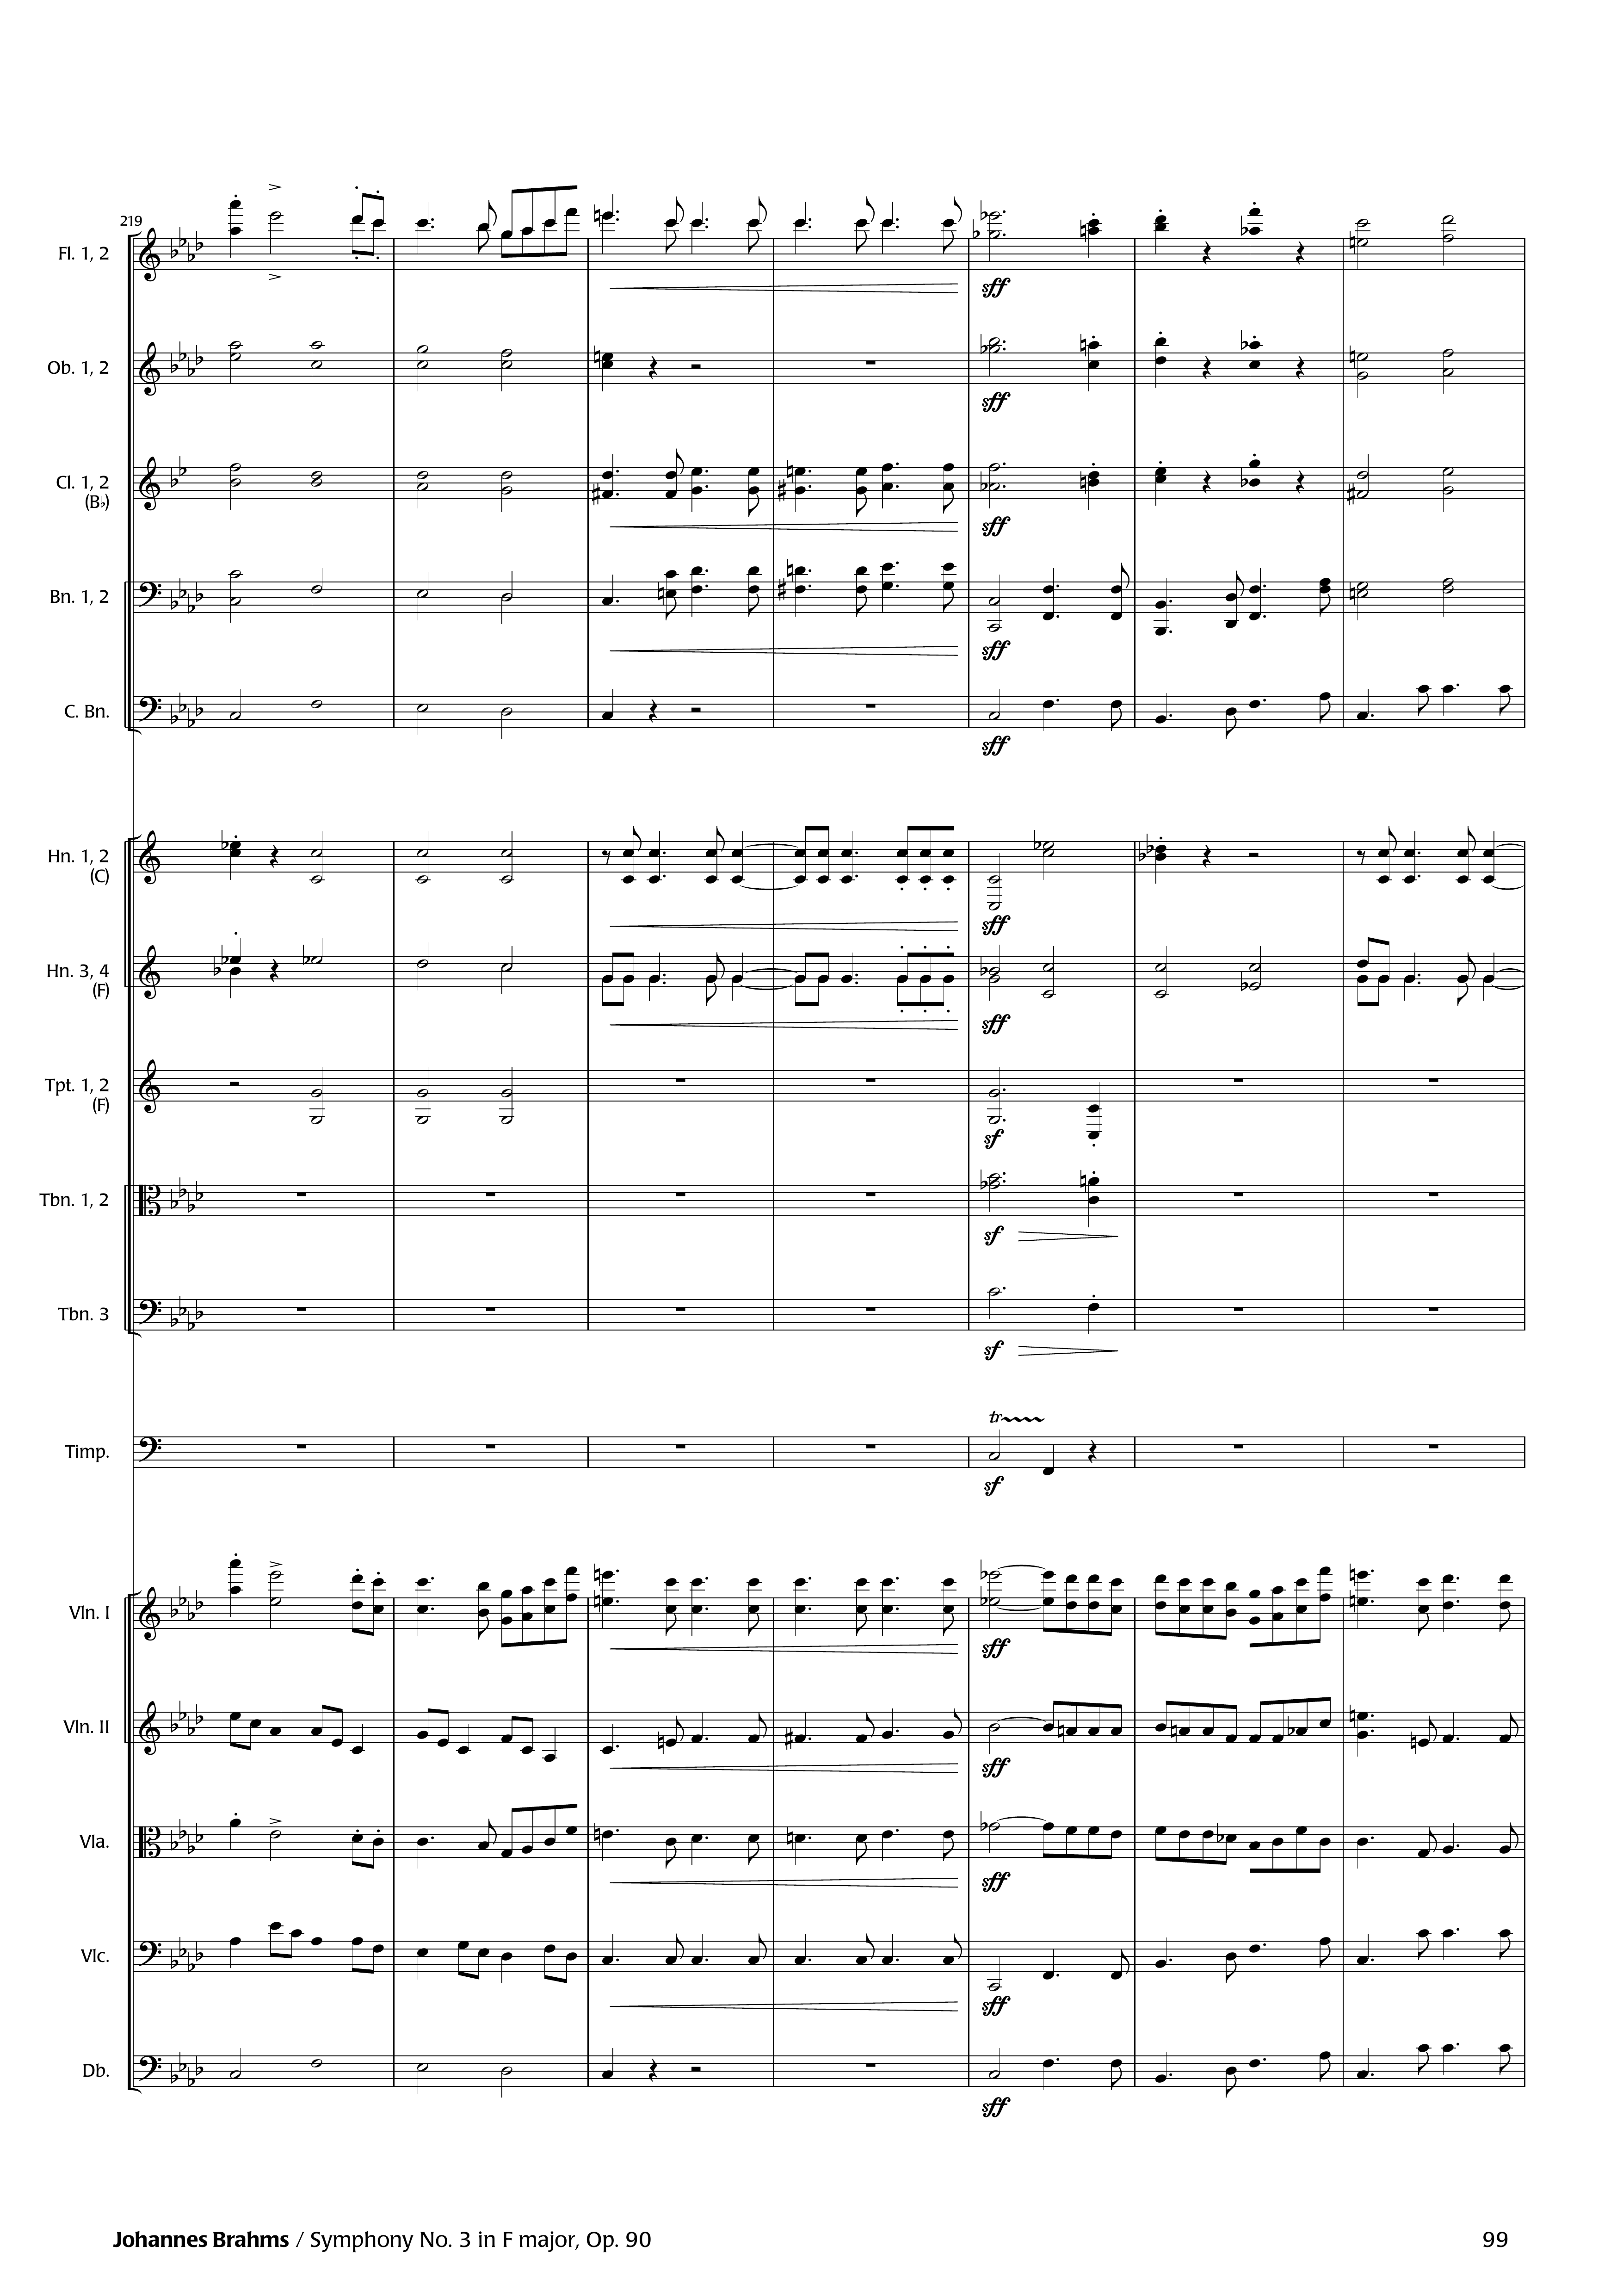 219
Fl. 1, 2
Ob. 1, 2
Cl. 1, 2
(B♭)
Bn. 1, 2
C. Bn.
Hn. 1, 2
(C)
Hn. 3, 4
(F)
Tpt. 1, 2
(F)
Tbn. 1, 2
Tbn. 3
Timp.
Vln. I
Vln. II
Vla.
Vlc.
Db.
sff
sff
sff
sff
sff
sff
sff
sf
sf
sf
tr
sf
sff
sff
sff
sff
sff
Johannes Brahms / Symphony No. 3 in F major, Op. 90
99